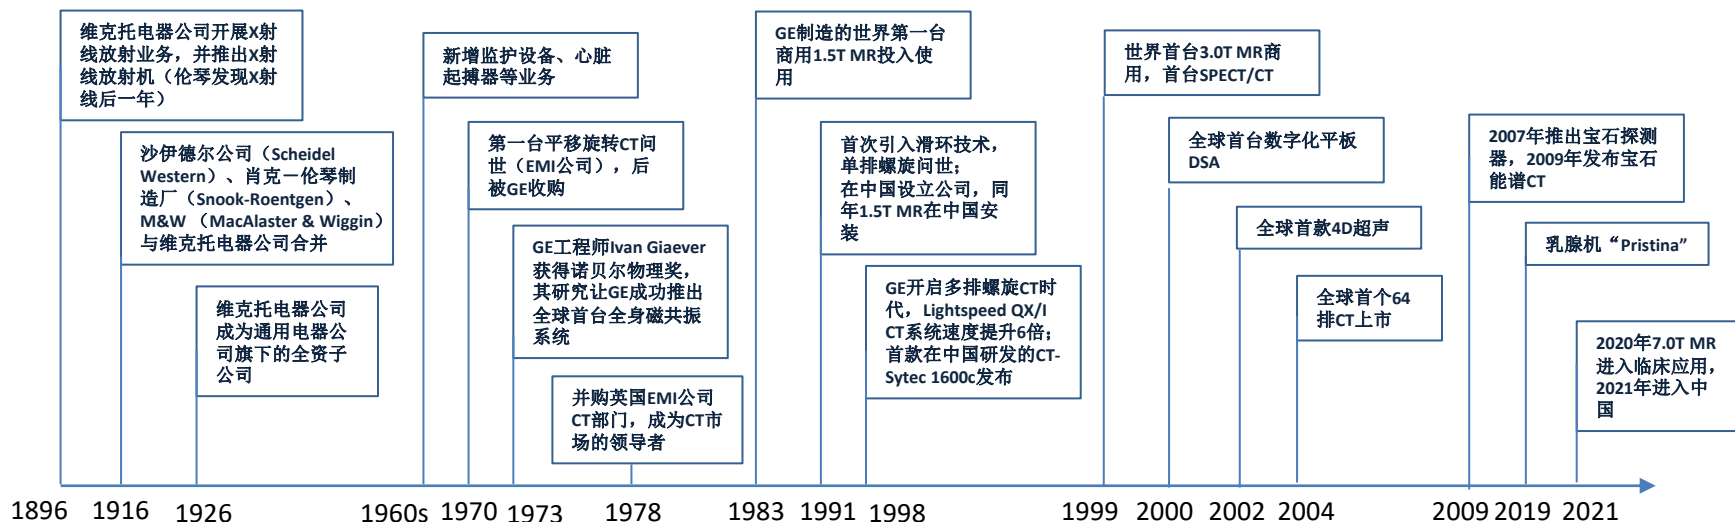 维克托电器公司开展X射
线放射业务，并推出X射
线放射机（伦琴发现X射
线后一年）
沙伊德尔公司（Scheidel
Western）、肖克一伦琴制
造厂（Snook-Roentgen）、
M&W （MacAlaster & Wiggin）
与维克托电器公司合并
维克托电器公司
成为通用电器公
司旗下的全资子
公司
新增监护设备、心脏
起搏器等业务
第一台平移旋转CT问
世（EMI公司），后
被GE收购
GE工程师Ivan Giaever
获得诺贝尔物理奖，
其研究让GE成功推出
全球首台全身磁共振
系统
并购英国EMI公司
CT部门，成为CT市
场的领导者
GE制造的世界第一台
商用1.5T MR投入使
用
首次引入滑环技术，
单排螺旋问世；
在中国设立公司，同
年1.5T MR在中国安
装
GE开启多排螺旋CT时
代，Lightspeed QX/I
CT系统速度提升6倍；
首款在中国研发的CT-
Sytec 1600c发布
世界首台3.0T MR商
用，首台SPECT/CT
全球首台数字化平板
DSA
全球首款4D超声
全球首个64
排CT上市
2007年推出宝石探测
器，2009年发布宝石
能谱CT
乳腺机“Pristina”
2020年7.0T MR
进入临床应用，
2021年进入中
国
1896 1916 1926 1960s 1970 1973 1978 1983 1991 1998 1999 2000 2002 2004 2009 2019 2021